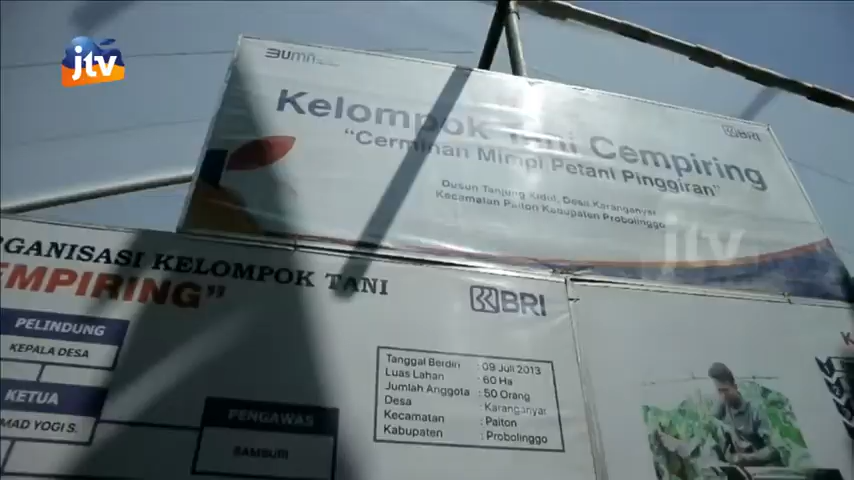 jtv
BUMN
BRI
Kelompok Tani Cempiring
"Cerminan Mimpi Petani Pinggiran"
Dusun Tanjung Kidul, Desa Karanganyar
Kecamatan Paiton Kabupaten Probolinggo
jtv
RGANISASI KELOMPOK TANI
EMPIRING"
BRI
PELINDUNG
KEPALA DESA
KETUA
MAD YOGI S.
PENGAWAS
SAMBURI
Tanggal Berdiri : 09 Juli 2013
Luas Lahan : 60 Ha
Jumlah Anggota : 50 Orang
Desa : Karanganyar
Kecamatan : Paiton
Kabupaten : Probolinggo